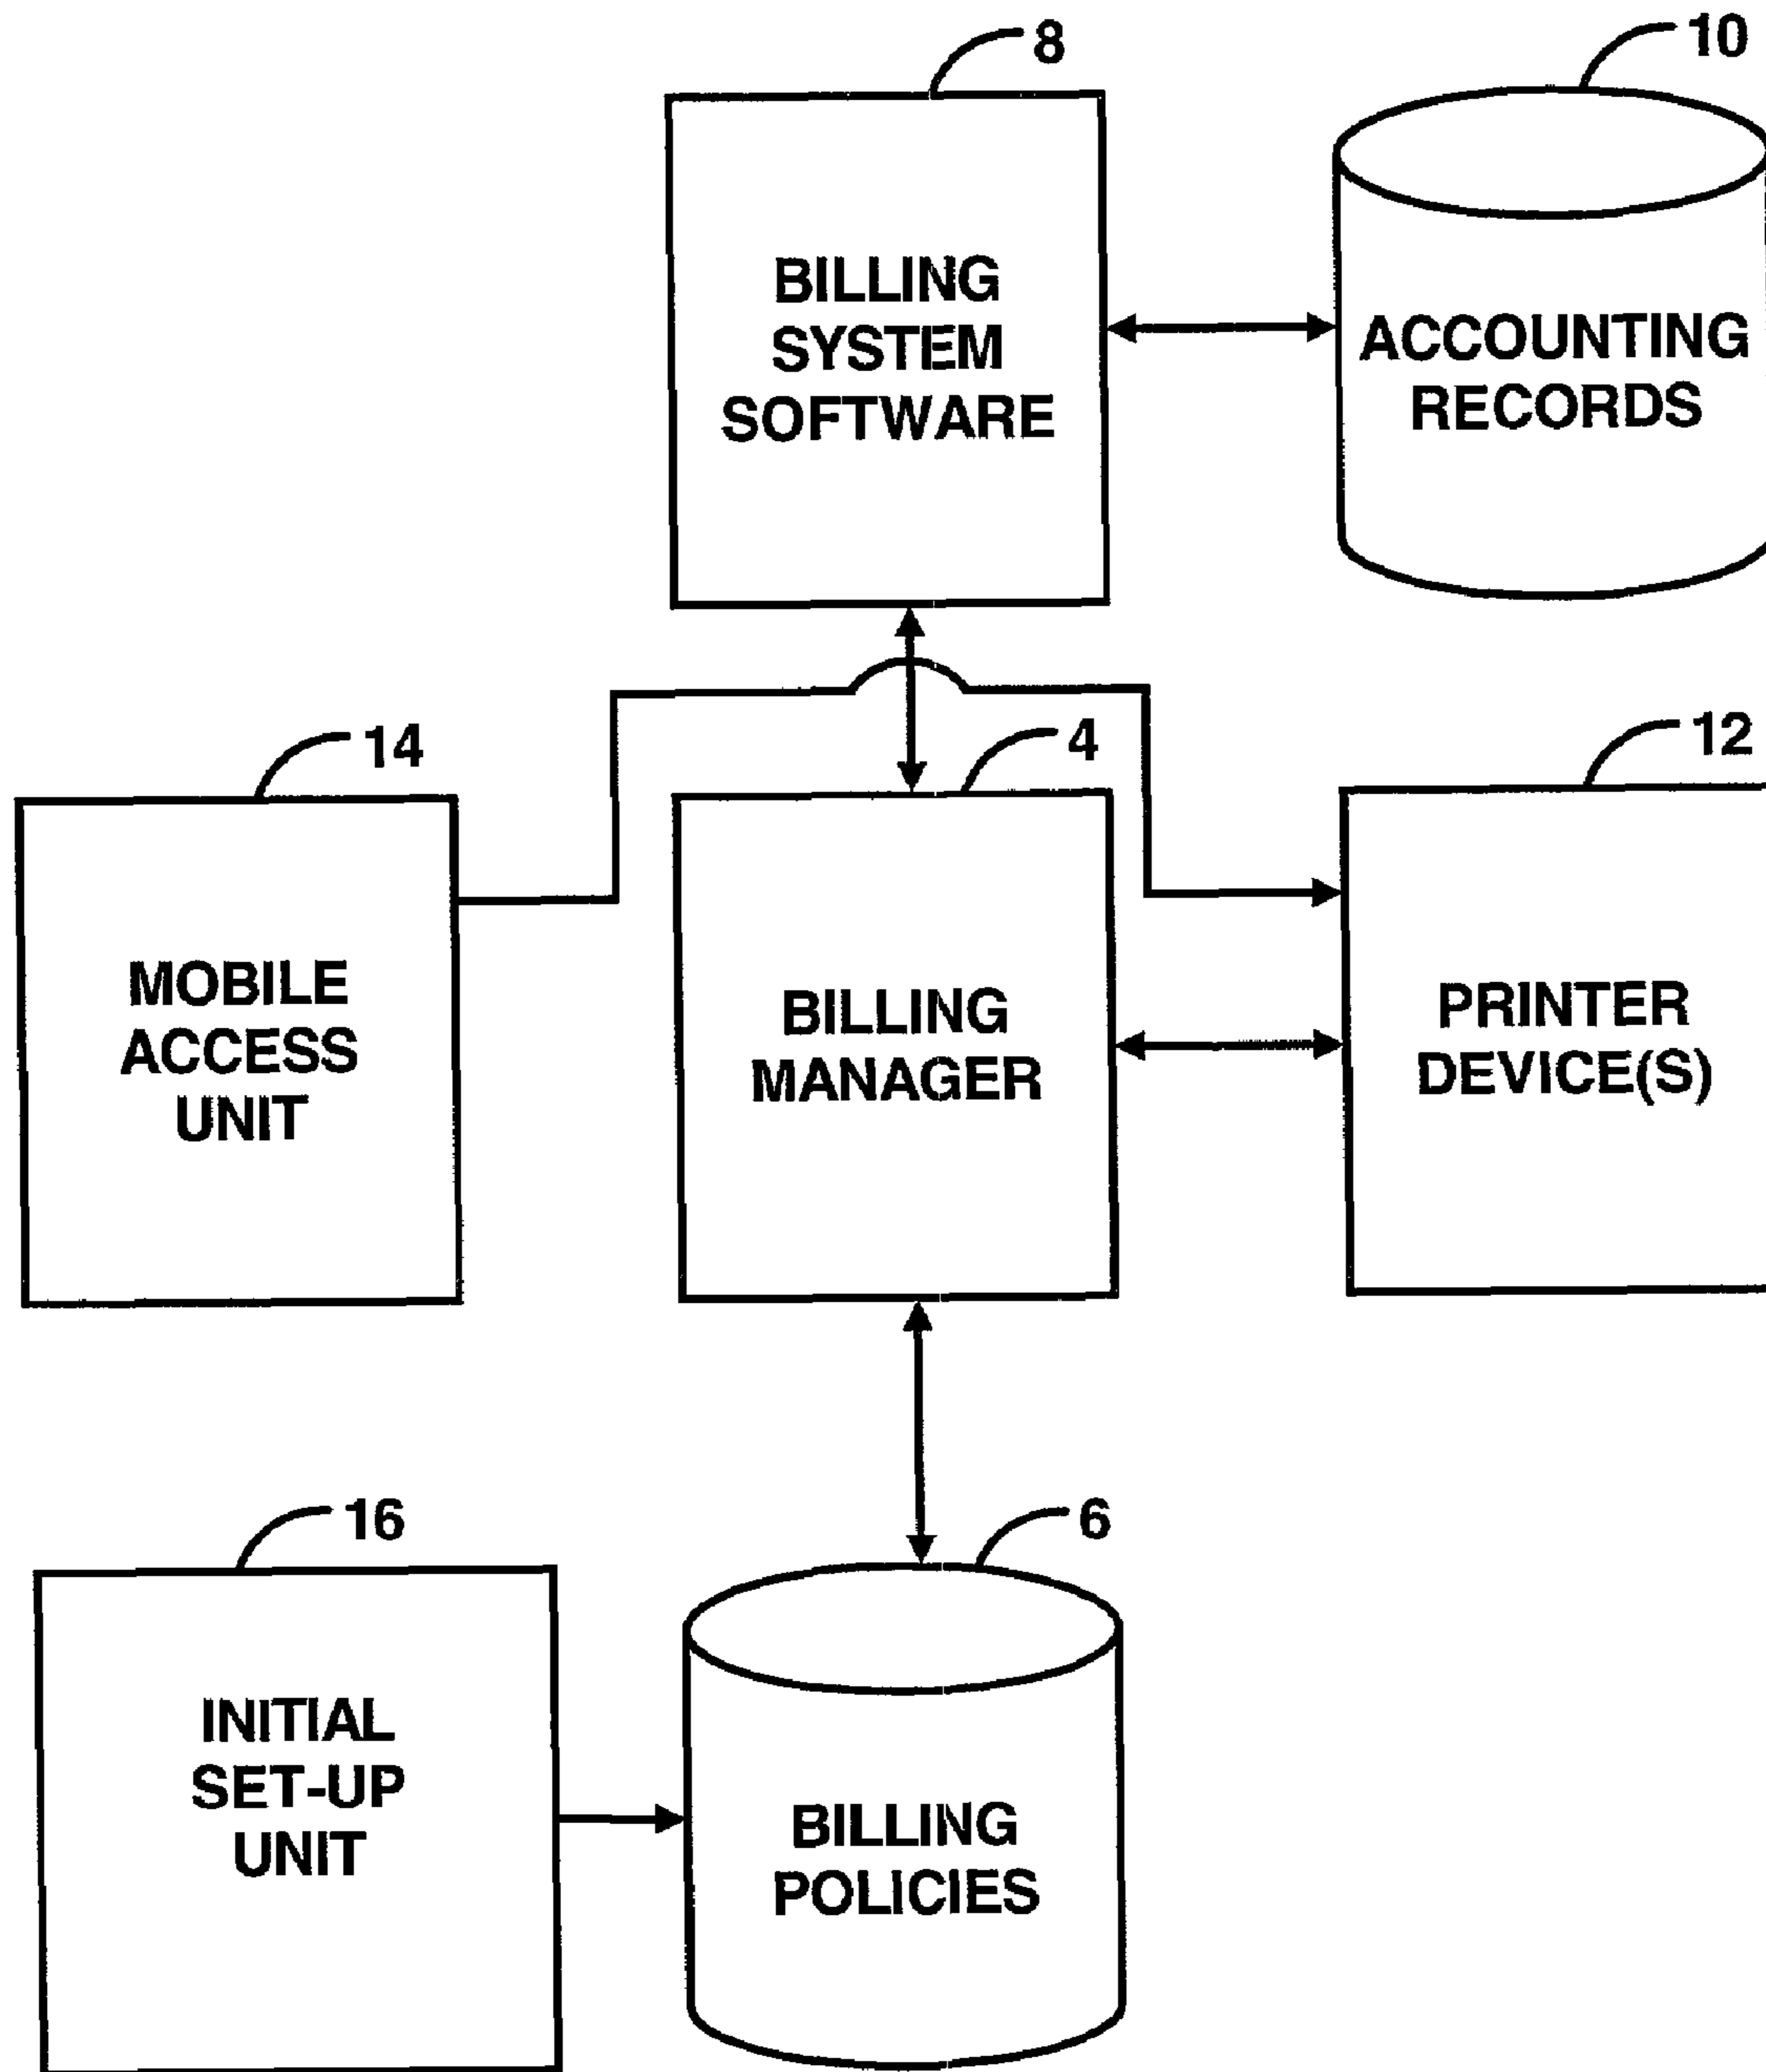 8
10
BILLING
SYSTEM
SOFTWARE
ACCOUNTING
RECORDS
14
4
12
MOBILE
ACCESS
UNIT
BILLING
MANAGER
PRINTER
DEVICE(S)
16
6
INITIAL
SET-UP
UNIT
BILLING
POLICIES